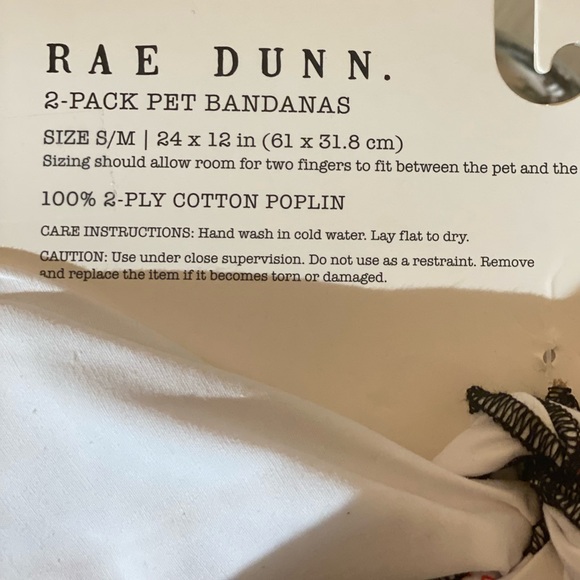 RAE DUNN.
2-PACK PET BANDANAS
SIZE S/M | 24 x 12 in (61 x 31.8 cm)
Sizing should allow room for two fingers to fit between the pet and the
100% 2-PLY COTTON POPLIN
CARE INSTRUCTIONS: Hand wash in cold water. Lay flat to dry.
CAUTION: Use under close supervision. Do not use as a restraint. Remove
and replace the item if it becomes torn or damaged.